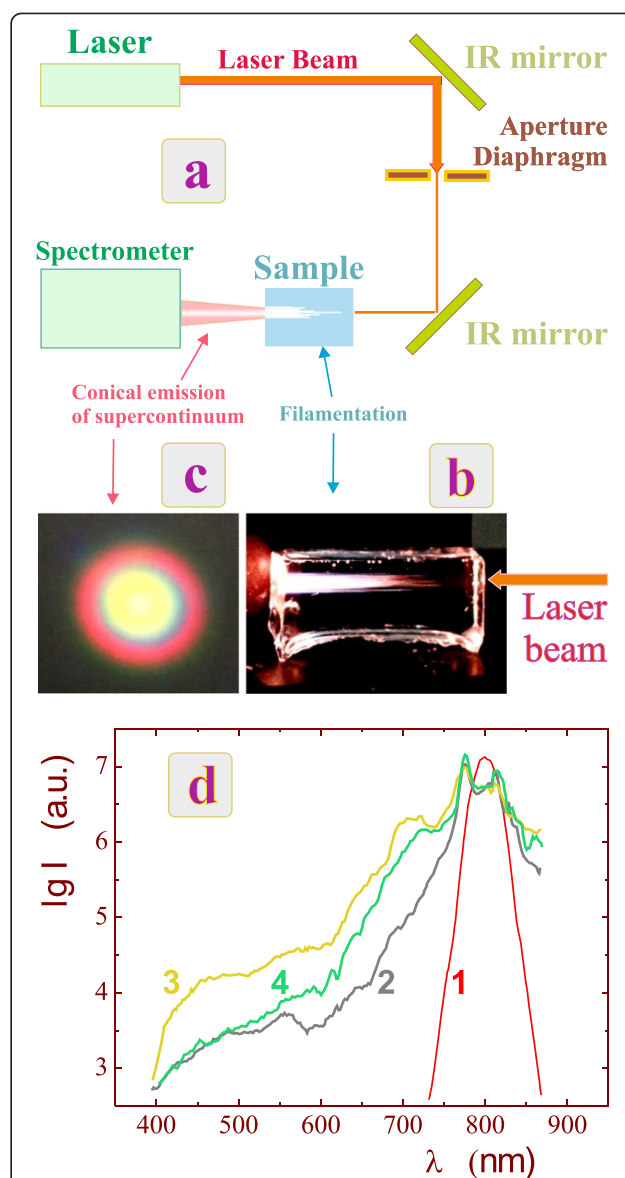 Laser
Laser Beam
IR mirror
Aperture
Diaphragm
a
Spectrometer
Sample
IR mirror
Conical emission
of supercontinuum
Filamentation
c
b
Laser
beam
d
lg I (a.u.)
7
6
5
4
3
3
4
2
1
400 500 600 700 800 900
λ (nm)